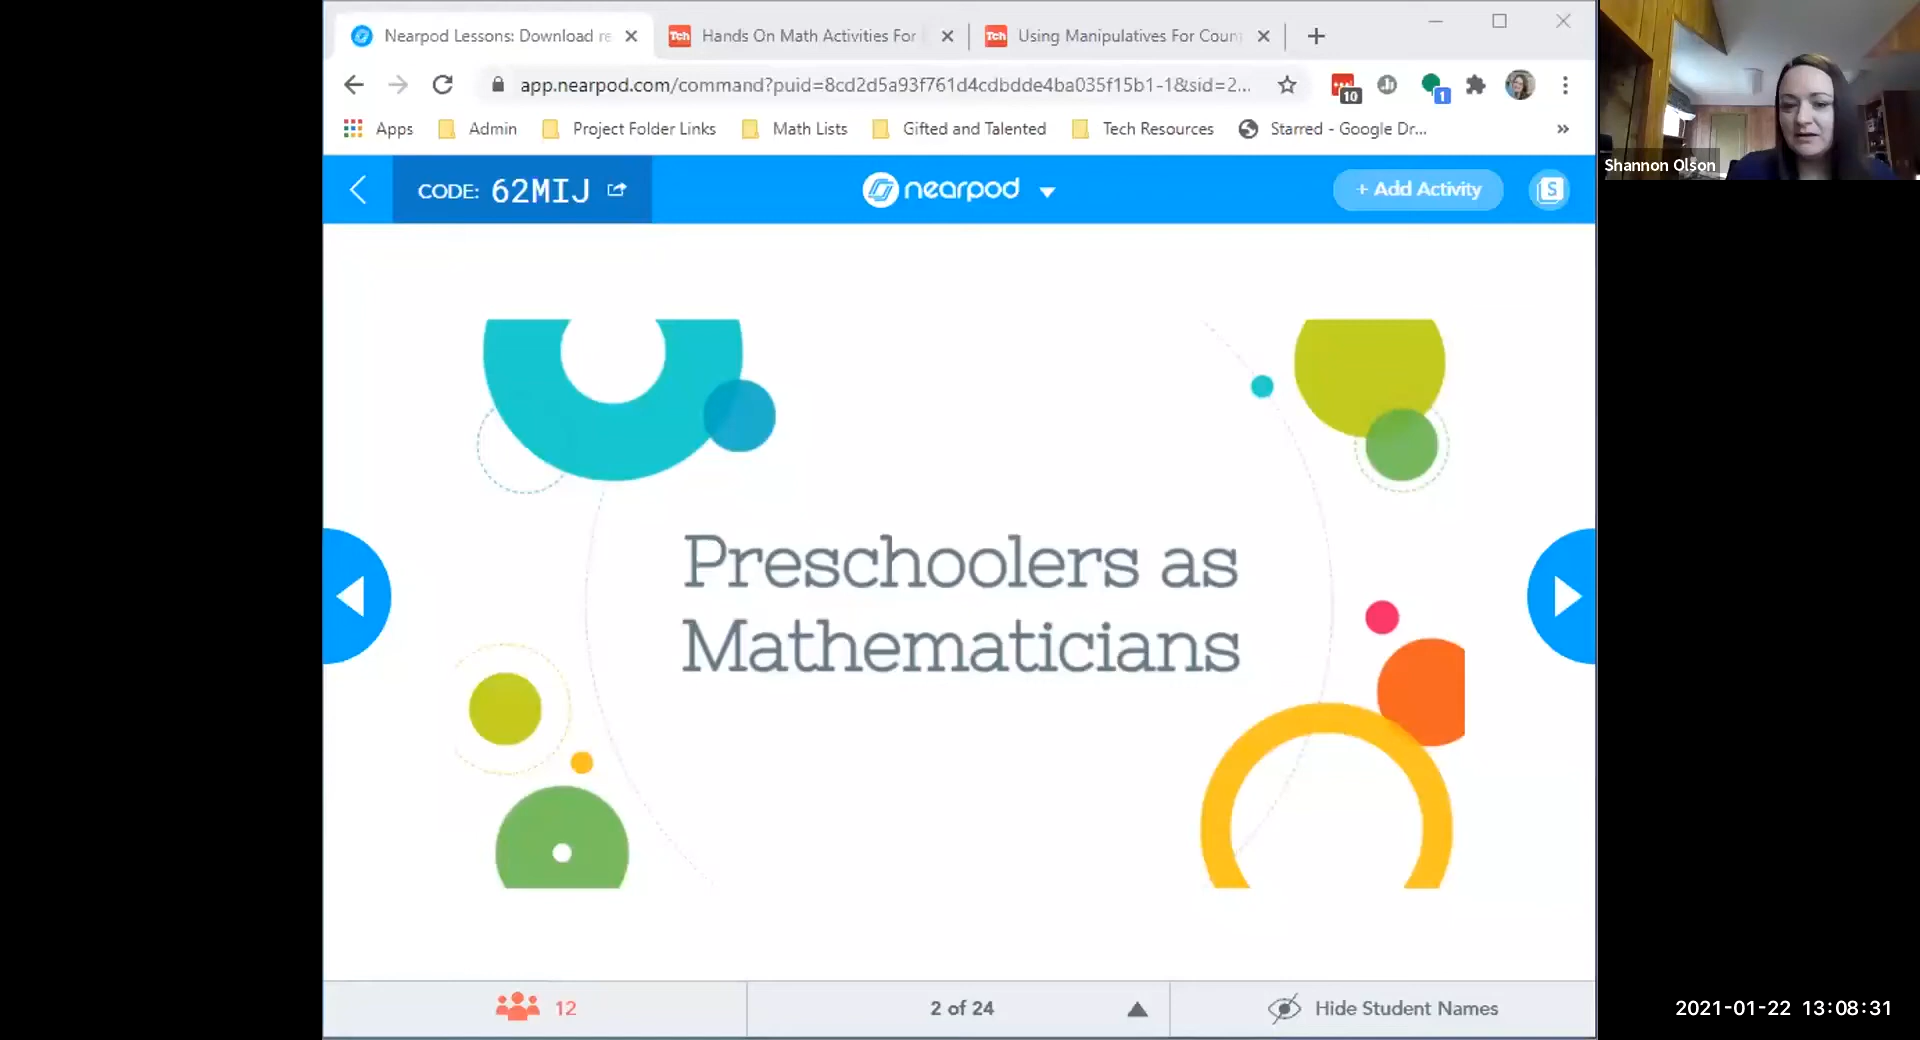 Nearpod Lessons: Download re
Tch Hands On Math Activities For
Tch Using Manipulatives For Coun
app.nearpod.com/command?puid=8cd2d5a93f761d4cdbdde4ba035f15b1-1&sid=2...
10
1
Apps Admin Project Folder Links Math Lists Gifted and Talented Tech Resources Starred - Google Dr... »
CODE: 62MIJ
nearpod
+ Add Activity
S
Shannon Olson
Preschoolers as
Mathematicians
12
2 of 24
Hide Student Names
2021-01-22 13:08:31